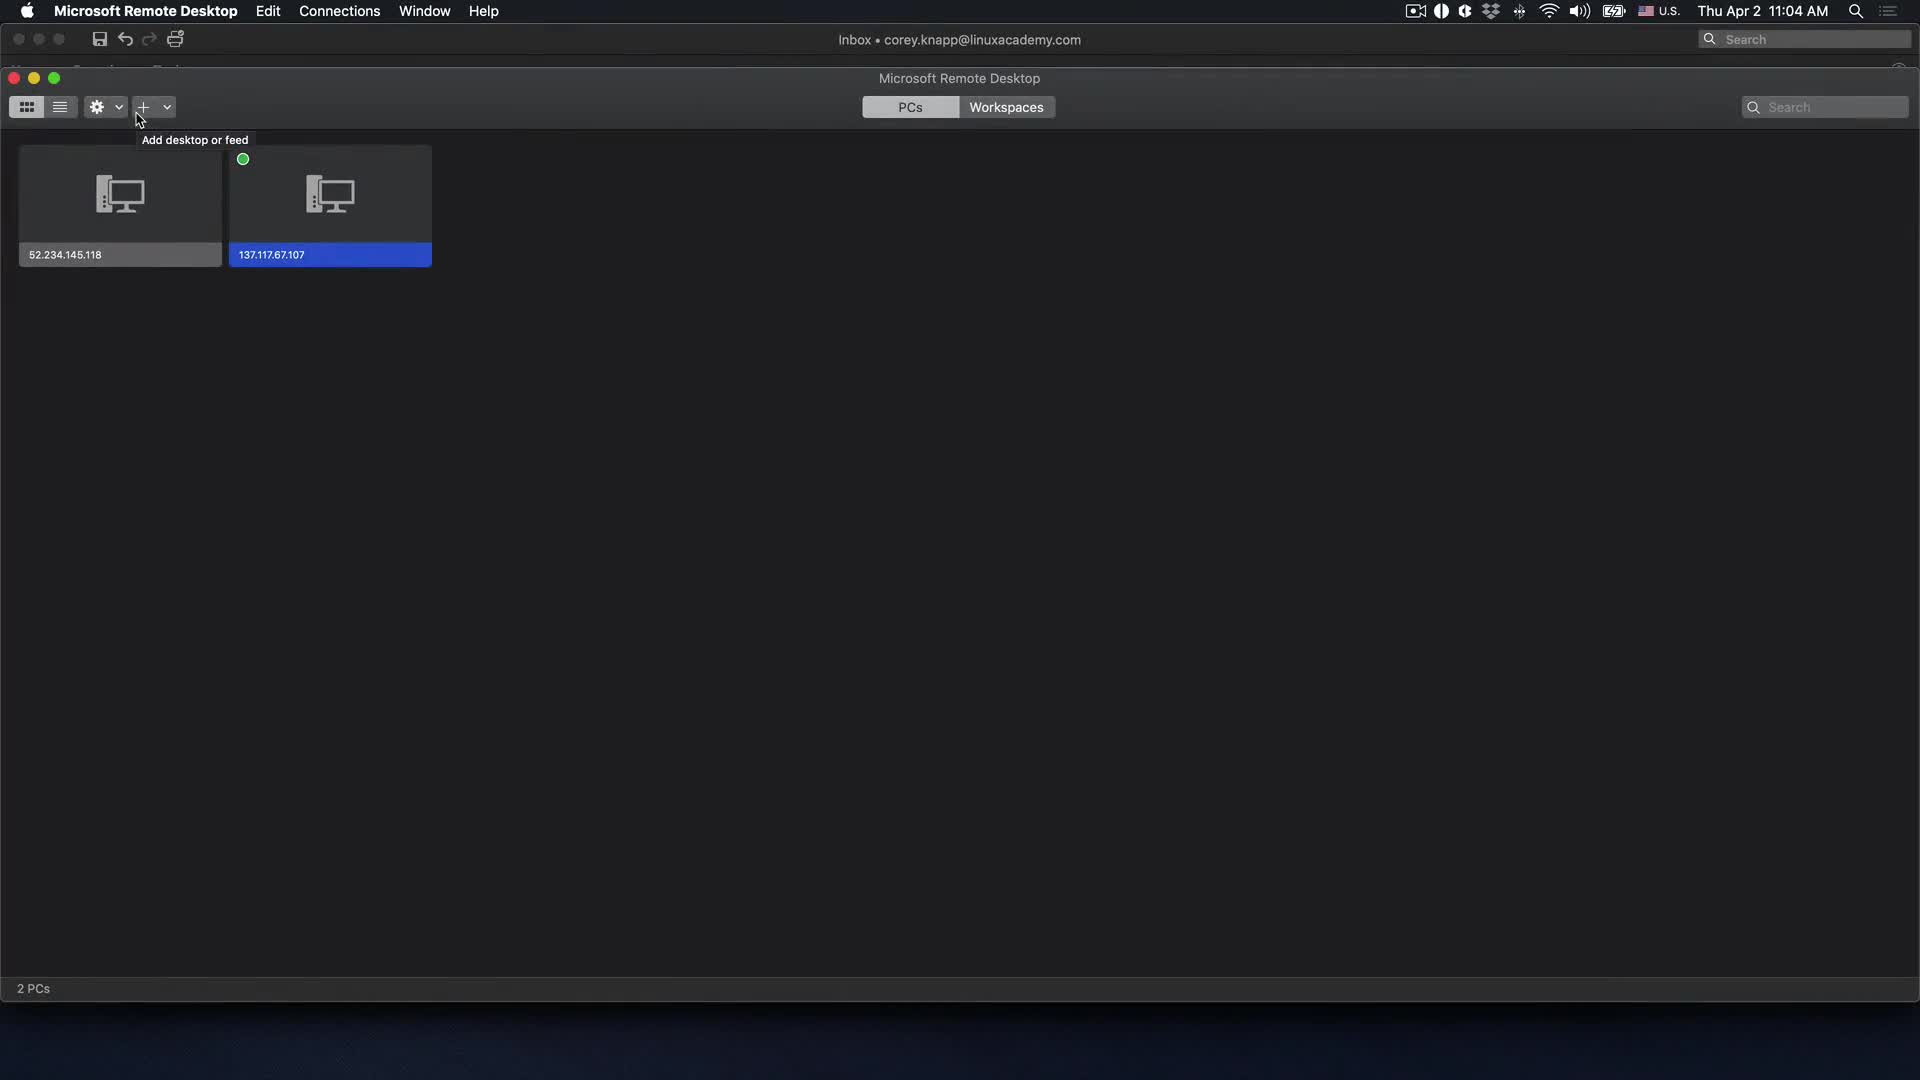 Microsoft Remote Desktop Edit Connections Window Help U.S. Thu Apr 2 11:04 AM
Inbox • corey.knapp@linuxacademy.com Search
Microsoft Remote Desktop
PCs Workspaces Search
Add desktop or feed
52.234.145.118 137.117.67.107
2 PCs